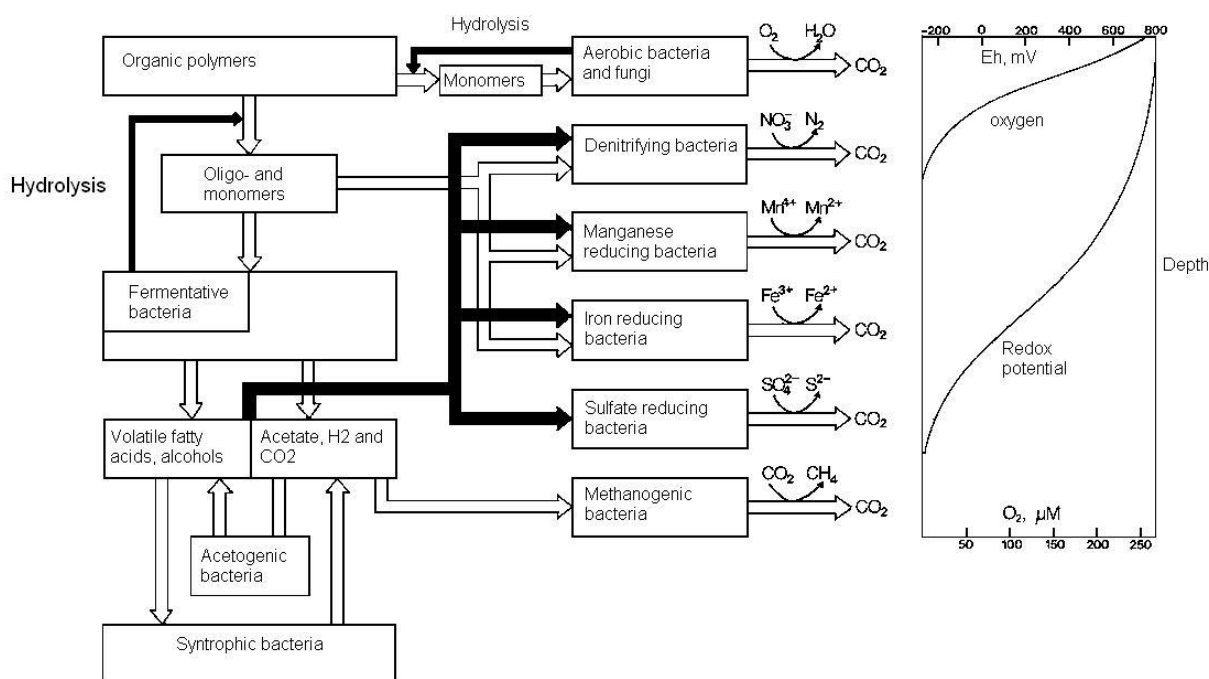 Hydrolysis
Organic polymers
Monomers
Aerobic bacteria
and fungi
O₂ H₂O
CO₂
Hydrolysis
Oligo- and
monomers
Denitrifying bacteria
NO₃⁻ N₂
CO₂
Manganese
reducing bacteria
Mn⁴⁺ Mn²⁺
CO₂
Fermentative
bacteria
Iron reducing
bacteria
Fe³⁺ Fe²⁺
CO₂
Volatile fatty
acids, alcohols
Acetate, H2 and
CO2
Sulfate reducing
bacteria
SO₄²⁻ S²⁻
CO₂
Methanogenic
bacteria
CO₂ CH₄
CO₂
Acetogenic
bacteria
Syntrophic bacteria
-200 0 200 400 600 800
Eh, mV
oxygen
Depth
Redox
potential
O₂, µM
50 100 150 200 250